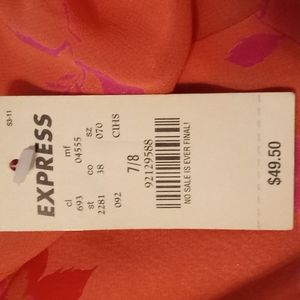 S3-11
EXPRESS
cl mf
693 04555
st co sz
2281 38 070
092 CIHS
7/8
92129588
NO SALE IS EVER FINAL!
$49.50